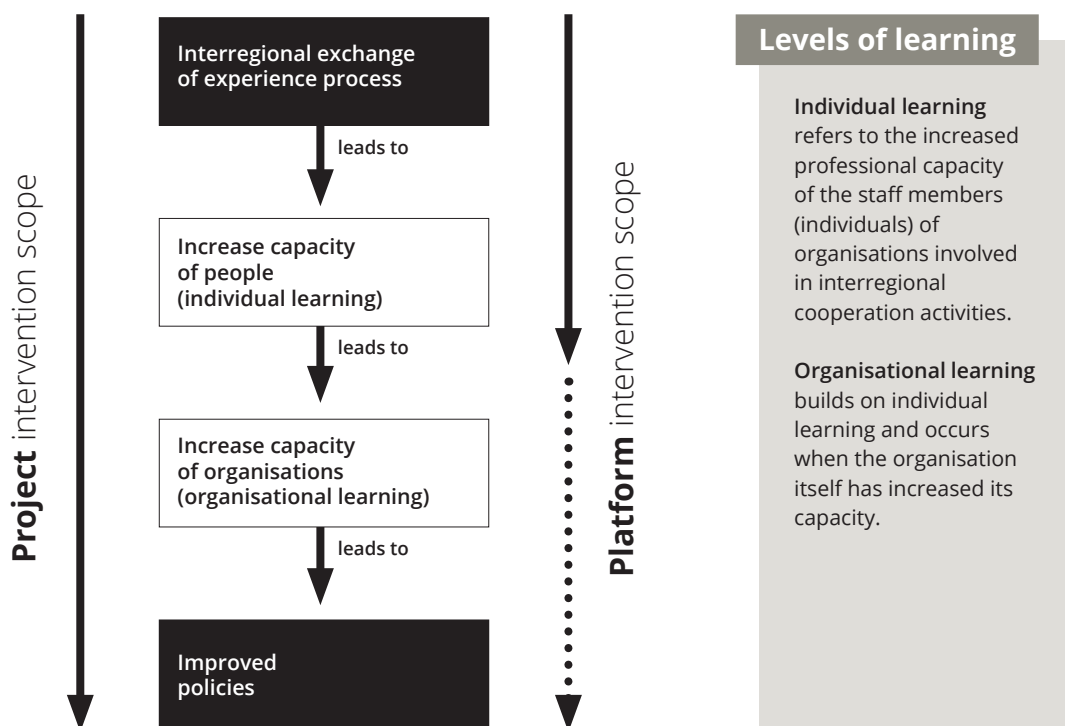 Project intervention scope
Interregional exchange
of experience process
leads to
Increase capacity
of people
(individual learning)
leads to
Increase capacity
of organisations
(organisational learning)
leads to
Improved
policies
Platform intervention scope
Levels of learning
Individual learning
refers to the increased
professional capacity
of the staff members
(individuals) of
organisations involved
in interregional
cooperation activities.
Organisational learning
builds on individual
learning and occurs
when the organisation
itself has increased its
capacity.